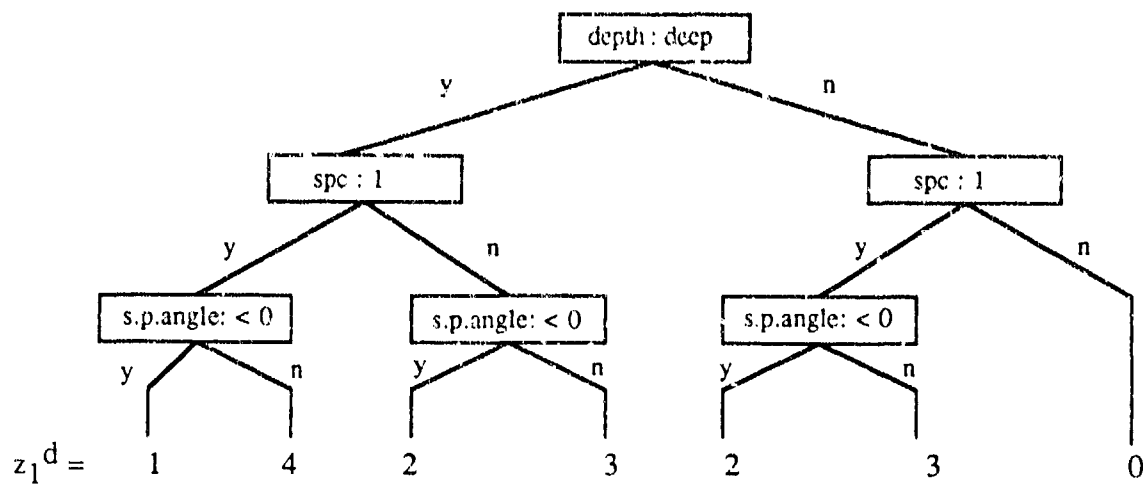 depth : deep
y n
spc : 1 spc : 1
y n y n
s.p.angle: < 0 s.p.angle: < 0 s.p.angle: < 0
y n y n y n
z1^d = 1 4 2 3 2 3 0